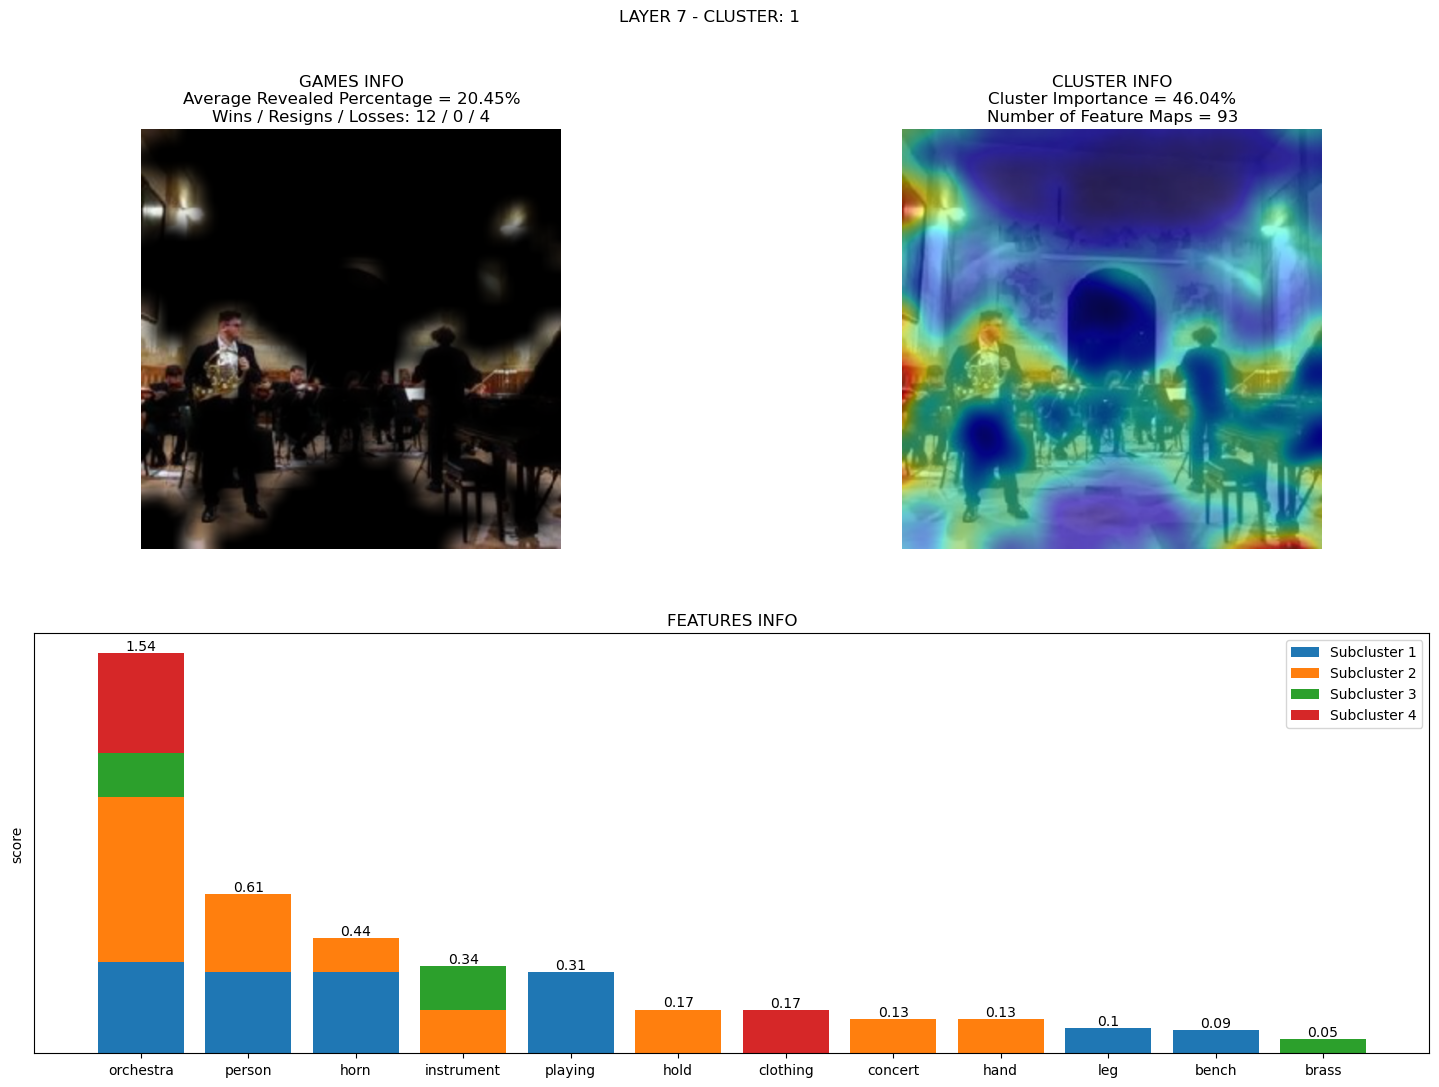 LAYER 7 - CLUSTER: 1
GAMES INFO
Average Revealed Percentage = 20.45%
Wins / Resigns / Losses: 12 / 0 / 4
CLUSTER INFO
Cluster Importance = 46.04%
Number of Feature Maps = 93
FEATURES INFO
score
1.54
0.61
0.44
0.34
0.31
0.17
0.17
0.13
0.13
0.1
0.09
0.05
Subcluster 1
Subcluster 2
Subcluster 3
Subcluster 4
orchestra person horn instrument playing hold clothing concert hand leg bench brass